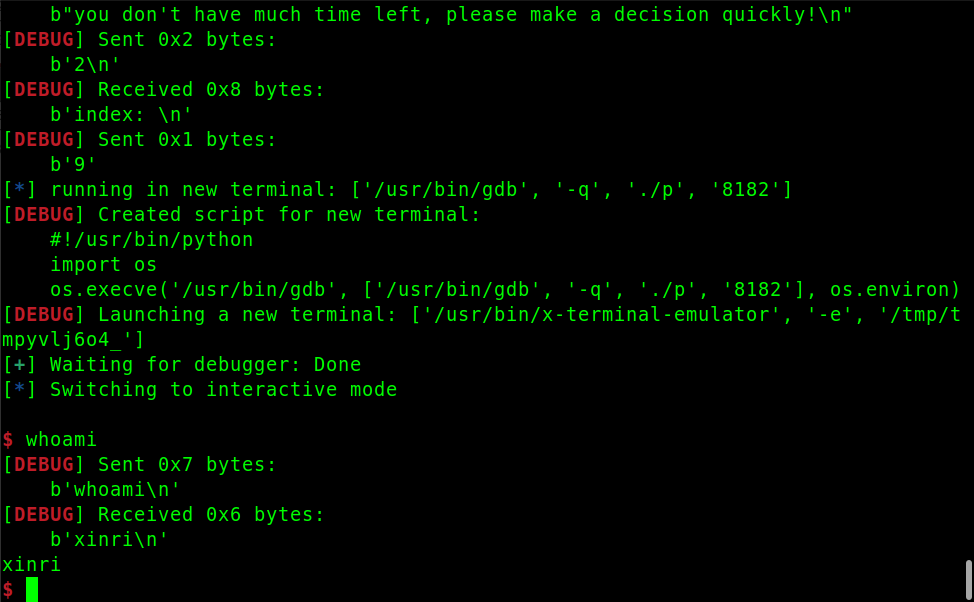 b"you don't have much time left, please make a decision quickly!\n"
[DEBUG] Sent 0x2 bytes:
b'2\n'
[DEBUG] Received 0x8 bytes:
b'index: \n'
[DEBUG] Sent 0x1 bytes:
b'9'
[*] running in new terminal: ['/usr/bin/gdb', '-q', './p', '8182']
[DEBUG] Created script for new terminal:
#!/usr/bin/python
import os
os.execve('/usr/bin/gdb', ['/usr/bin/gdb', '-q', './p', '8182'], os.environ)
[DEBUG] Launching a new terminal: ['/usr/bin/x-terminal-emulator', '-e', '/tmp/t
mpyvlj6o4_']
[+] Waiting for debugger: Done
[*] Switching to interactive mode
$ whoami
[DEBUG] Sent 0x7 bytes:
b'whoami\n'
[DEBUG] Received 0x6 bytes:
b'xinri\n'
xinri
$